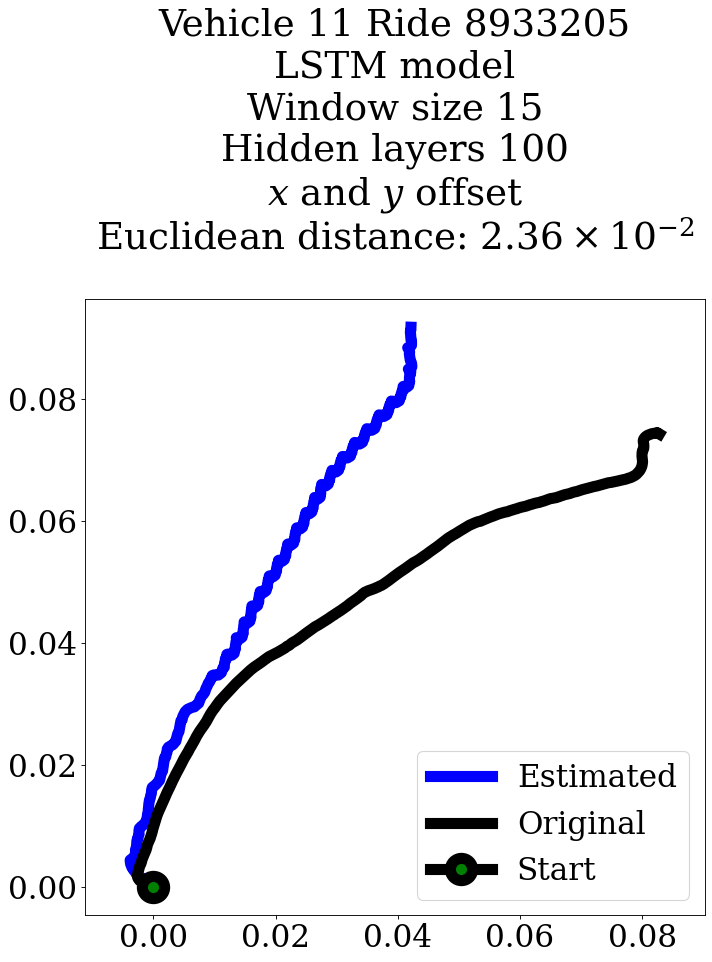 Vehicle 11 Ride 8933205
LSTM model
Window size 15
Hidden layers 100
x and y offset
Euclidean distance: 2.36 × 10⁻²
0.08
0.06
0.04
0.02
0.00
Estimated
Original
Start
0.00 0.02 0.04 0.06 0.08